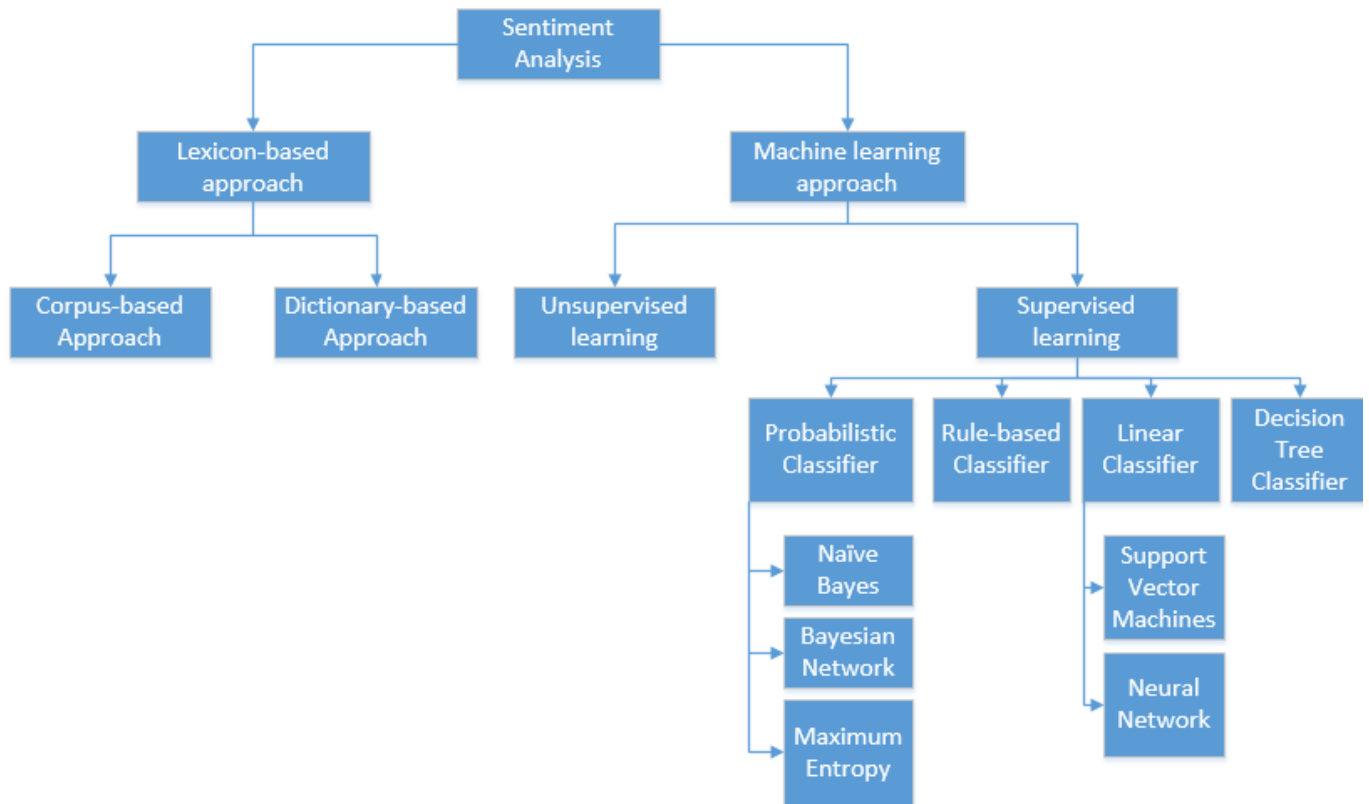 Sentiment
Analysis
Lexicon-based
approach
Machine learning
approach
Corpus-based
Approach
Dictionary-based
Approach
Unsupervised
learning
Supervised
learning
Probabilistic
Classifier
Rule-based
Classifier
Linear
Classifier
Decision
Tree
Classifier
Naïve
Bayes
Support
Vector
Machines
Bayesian
Network
Neural
Network
Maximum
Entropy